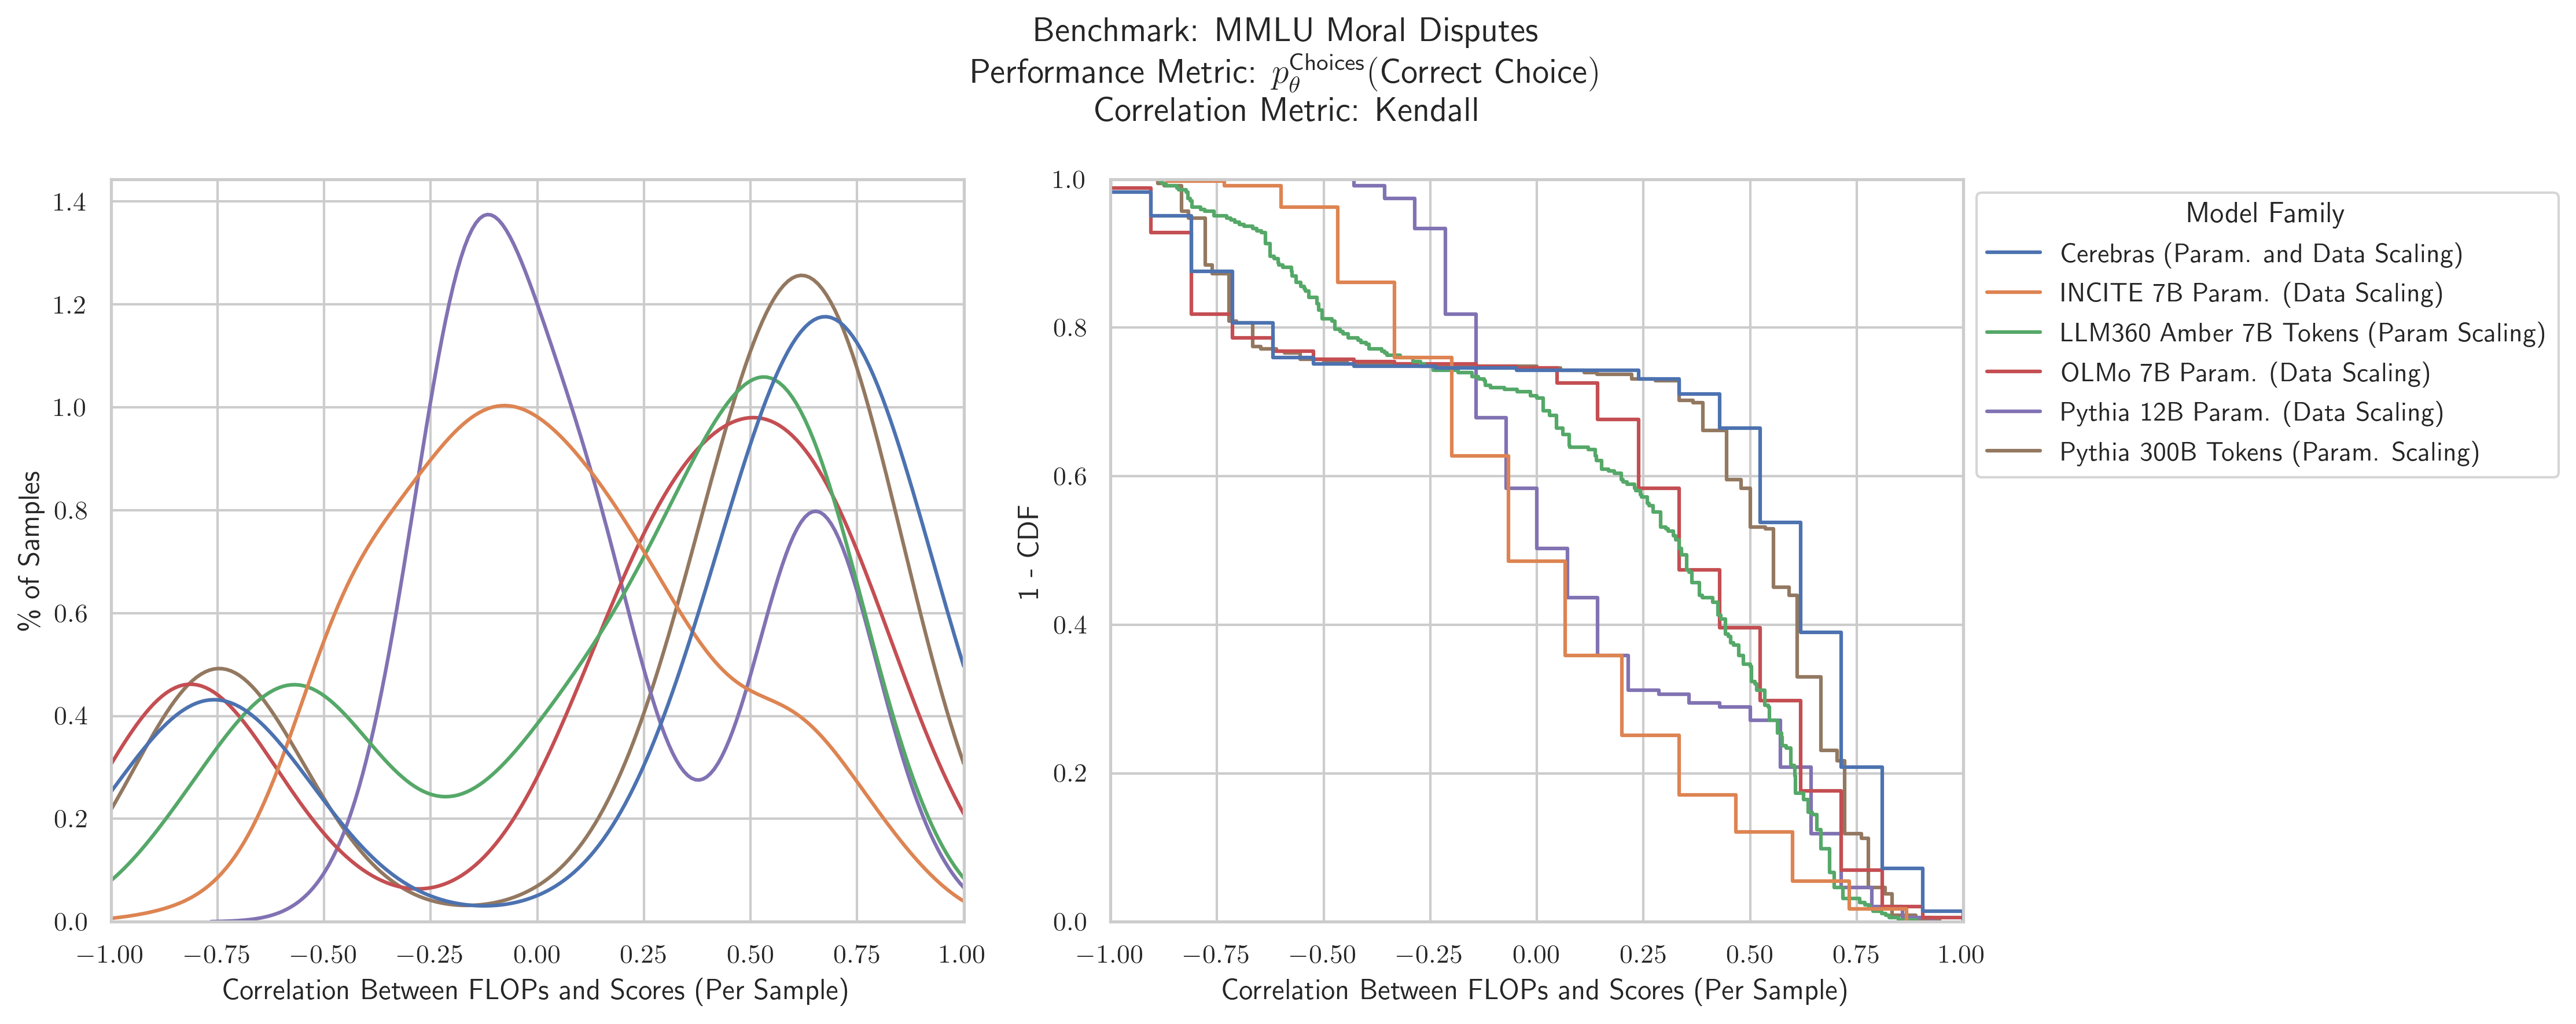 Benchmark: MMLU Moral Disputes
Performance Metric: $p_\theta^{\text{Choices}}$(Correct Choice)
Correlation Metric: Kendall
% of Samples
1.4
1.2
1.0
0.8
0.6
0.4
0.2
0.0
−1.00 −0.75 −0.50 −0.25 0.00 0.25 0.50 0.75 1.00
Correlation Between FLOPs and Scores (Per Sample)
1 - CDF
1.0
0.8
0.6
0.4
0.2
0.0
−1.00 −0.75 −0.50 −0.25 0.00 0.25 0.50 0.75 1.00
Correlation Between FLOPs and Scores (Per Sample)
Model Family
Cerebras (Param. and Data Scaling)
INCITE 7B Param. (Data Scaling)
LLM360 Amber 7B Tokens (Param Scaling)
OLMo 7B Param. (Data Scaling)
Pythia 12B Param. (Data Scaling)
Pythia 300B Tokens (Param. Scaling)